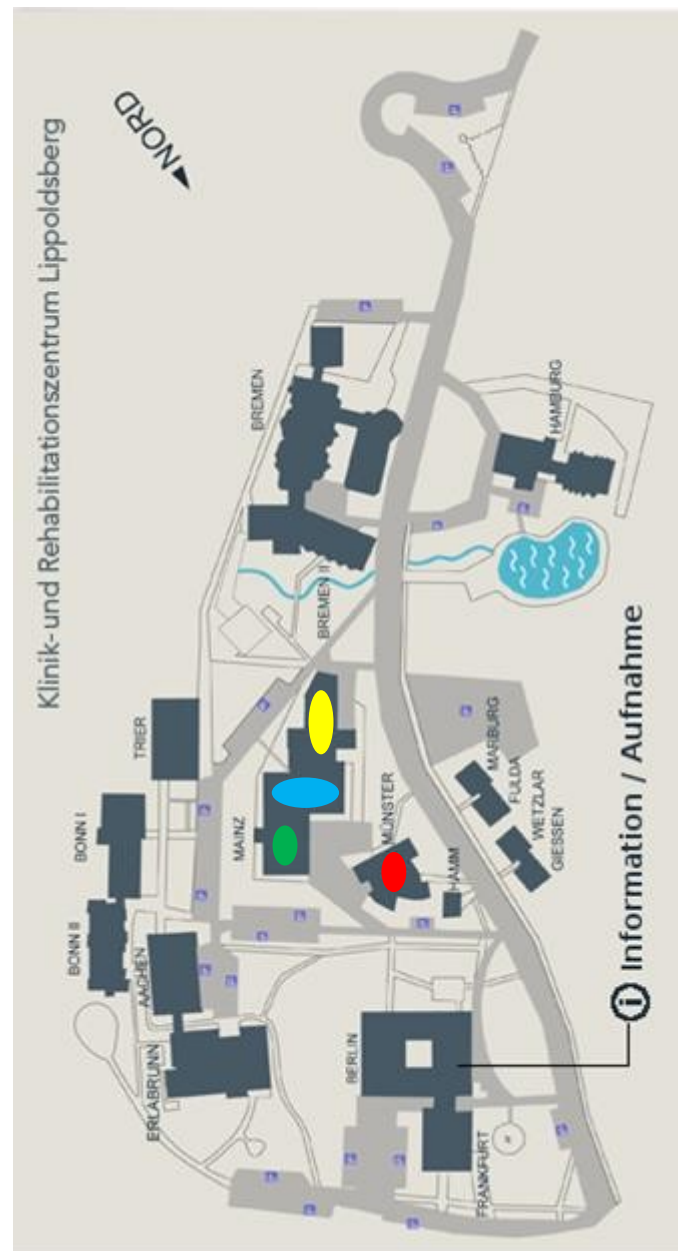 Klinik- und Rehabilitationszentrum Lippoldsberg
NORD
BREMEN
HAMBURG
BREMEN II
TRIER
BONN I
MAINZ
MÜNSTER
MARBURG
FULDA
WETZLAR
GIESSEN
HAMM
BONN II
AACHEN
ERLABRUNN
BERLIN
FRANKFURT
i Information / Aufnahme